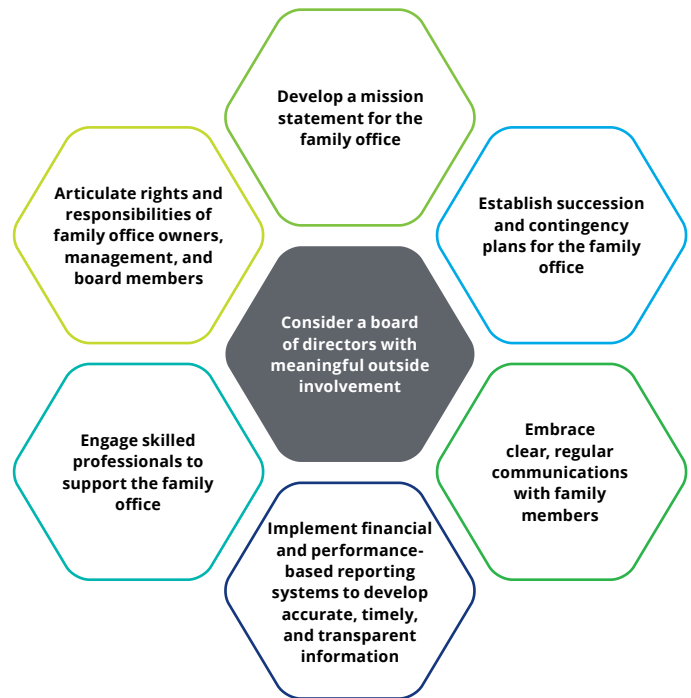 Develop a mission
statement for the
family office
Articulate rights and
responsibilities of
family office owners,
management, and
board members
Establish succession
and contingency
plans for the family
office
Consider a board
of directors with
meaningful outside
involvement
Engage skilled
professionals to
support the family
office
Embrace
clear, regular
communications
with family
members
Implement financial
and performance-
based reporting
systems to develop
accurate, timely,
and transparent
information